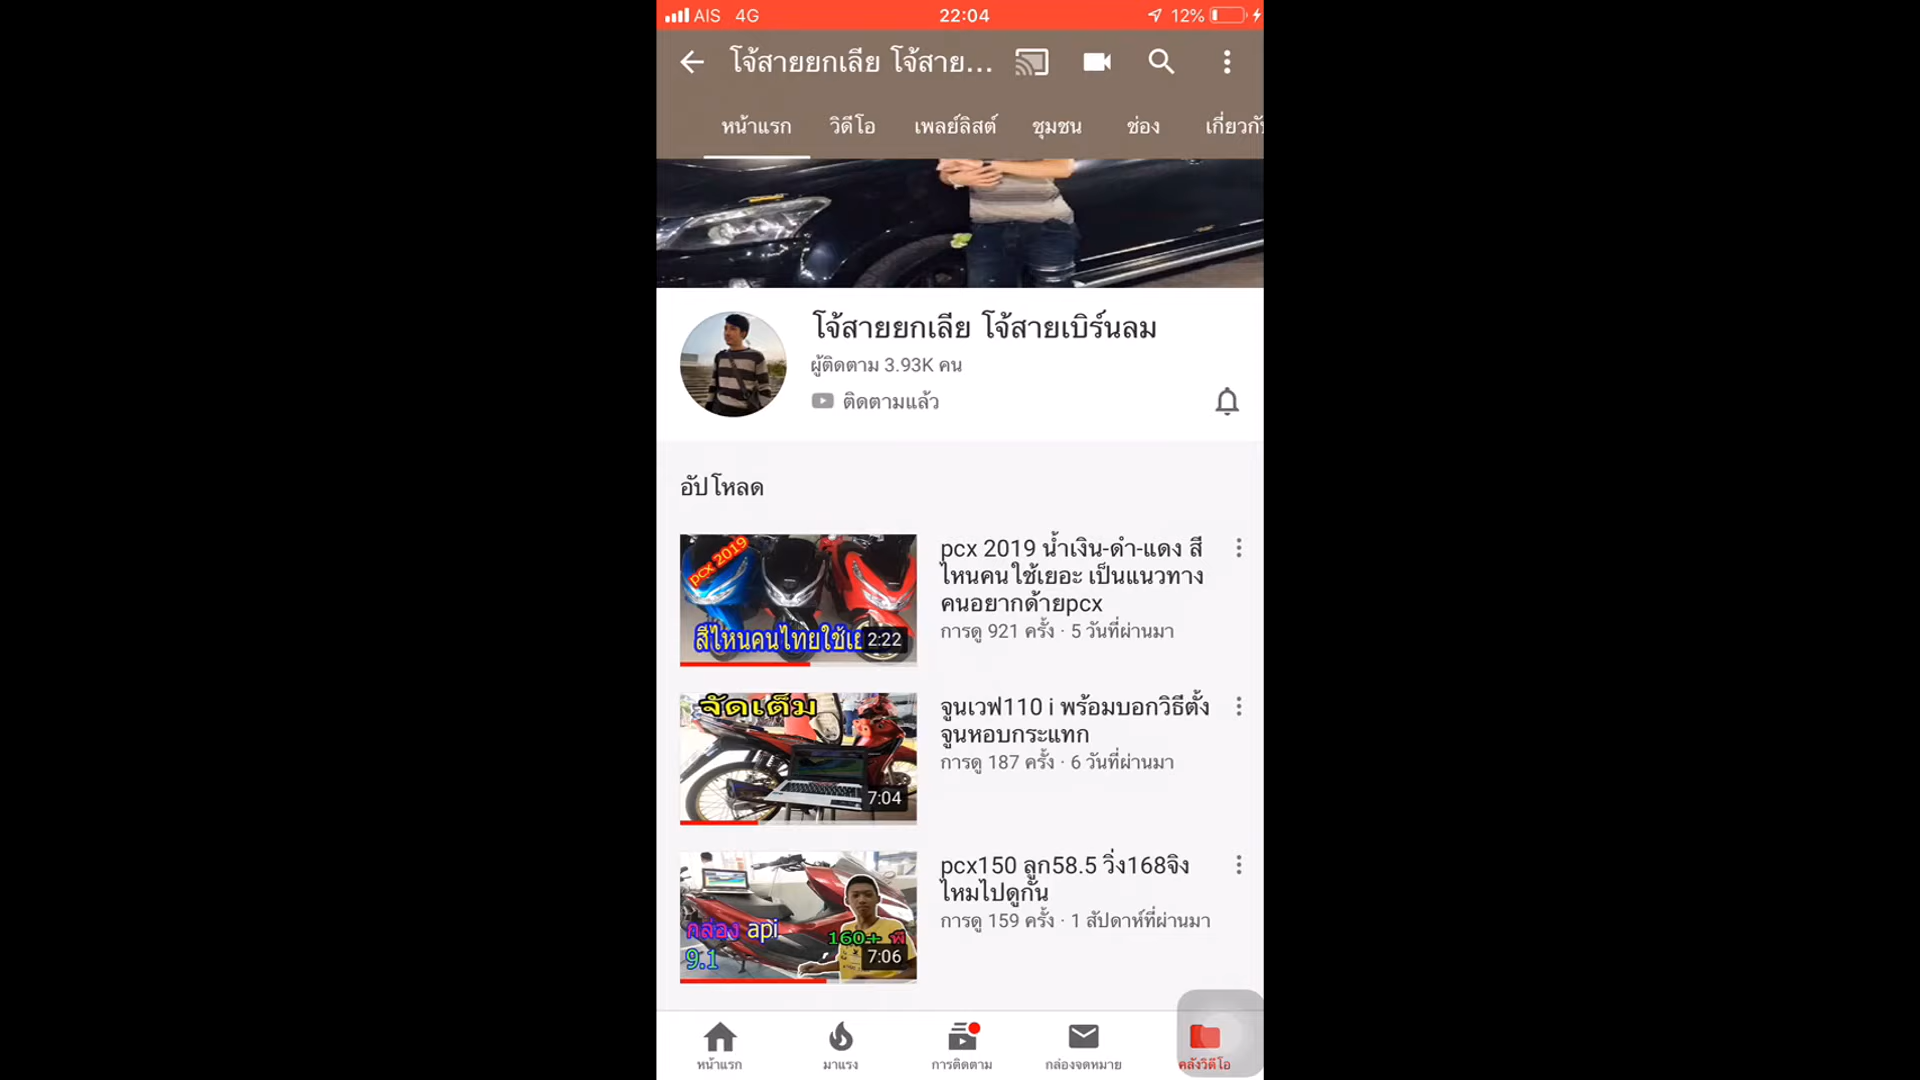 AIS 4G 22:04 12%
โจ้สายยกเลีย โจ้สาย...
หน้าแรก วิดีโอ เพลย์ลิสต์ ชุมชน ช่อง เกี่ยวกับ
โจ้สายยกเลีย โจ้สายเบิร์นลม
ผู้ติดตาม 3.93K คน
ติดตามแล้ว
อัปโหลด
pcx 2019
สีไหนคนไทยใช้เย
2:22
pcx 2019 น้ำเงิน-ดำ-แดง สี
ไหนคนใช้เยอะ เป็นแนวทาง
คนอยากด้ายpcx
การดู 921 ครั้ง · 5 วันที่ผ่านมา
จัดเต็ม
7:04
จูนเวฟ110 i พร้อมบอกวิธีตั้ง
จูนหอบกระแทก
การดู 187 ครั้ง · 6 วันที่ผ่านมา
กล่อง api
9.1
160+
7:06
pcx150 ลูก58.5 วิ่ง168จิง
ไหมไปดูกัน
การดู 159 ครั้ง · 1 สัปดาห์ที่ผ่านมา
หน้าแรก มาแรง การติดตาม กล่องจดหมาย คลังวิดีโอ